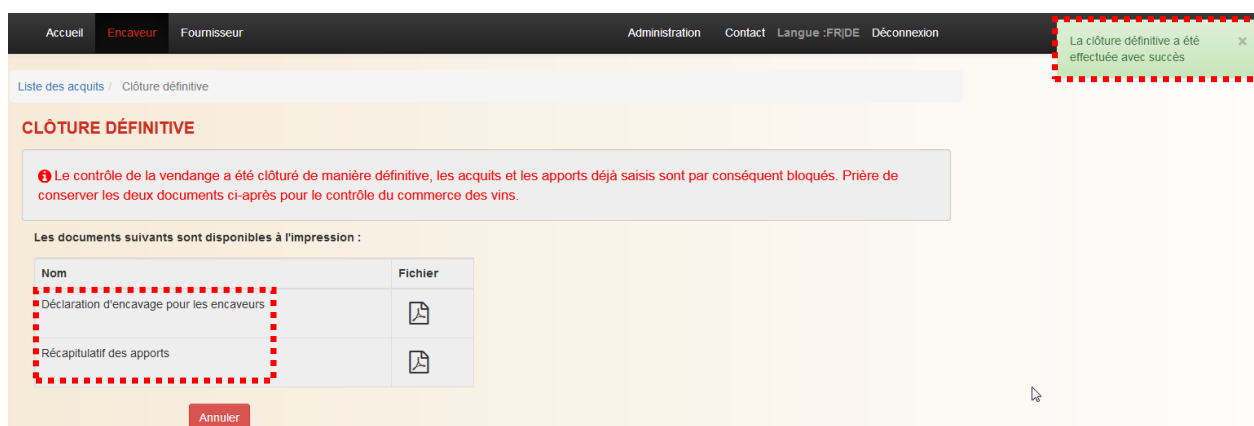 Accueil Encaveur Fournisseur Administration Contact Langue :FR|DE Déconnexion
La clôture définitive a été ×
effectuée avec succès
Liste des acquits / Clôture définitive
CLÔTURE DÉFINITIVE
Le contrôle de la vendange a été clôturé de manière définitive, les acquits et les apports déjà saisis sont par conséquent bloqués. Prière de
conserver les deux documents ci-après pour le contrôle du commerce des vins.
Les documents suivants sont disponibles à l'impression :
Nom Fichier
Déclaration d'encavage pour les encaveurs
Récapitulatif des apports
Annuler